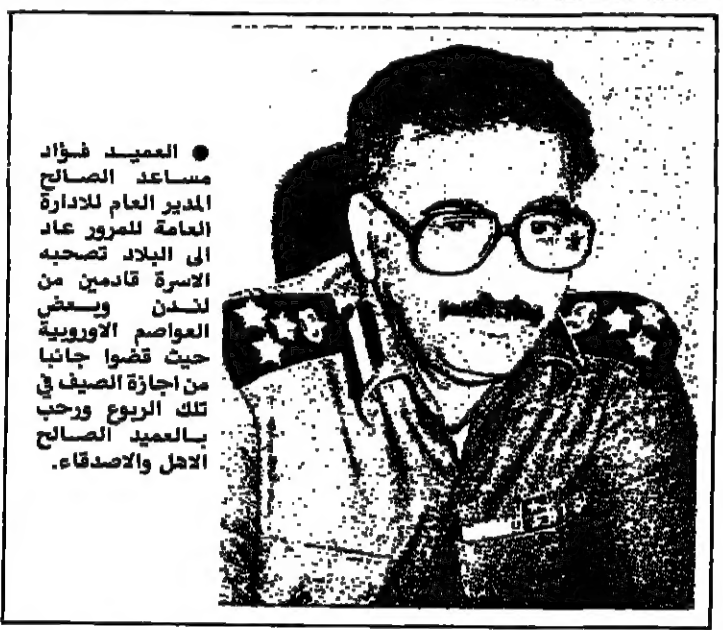 ● العميد فؤاد
مساعد الصالح
المدير العام للادارة
العامة للمرور عاد
الى البلاد تصحبه
الاسرة قادمين من
لندن وبعض
العواصم الاوروبية
حيث قضوا جانبا
من اجازة الصيف في
تلك الربوع ورحب
بالعميد الصالح
الاهل والاصدقاء.